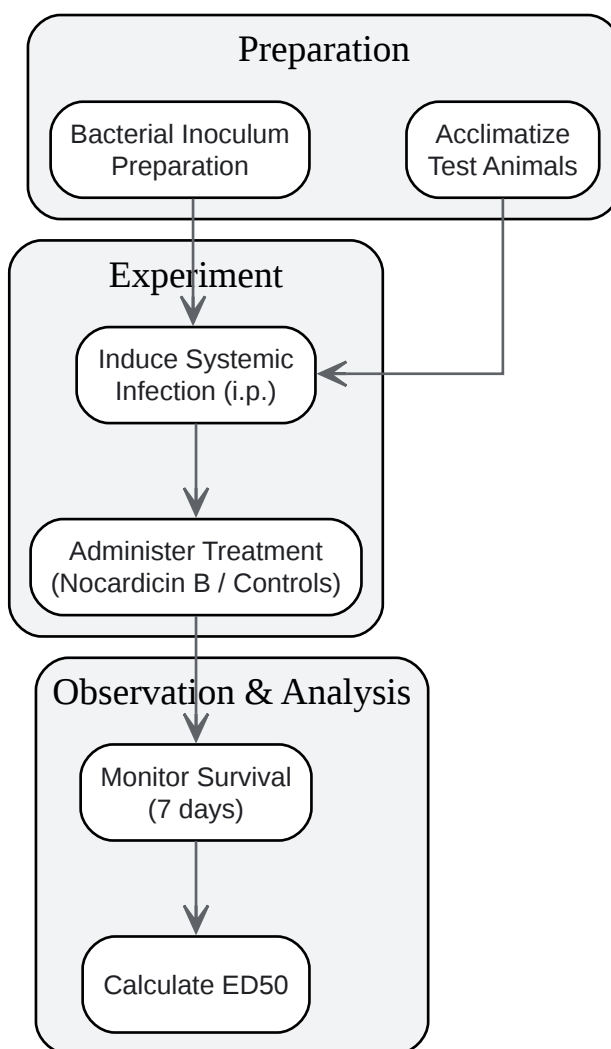 Preparation
Bacterial Inoculum
Preparation
Acclimatize
Test Animals
Experiment
Induce Systemic
Infection (i.p.)
Administer Treatment
(Nocardicin B / Controls)
Observation & Analysis
Monitor Survival
(7 days)
Calculate ED50